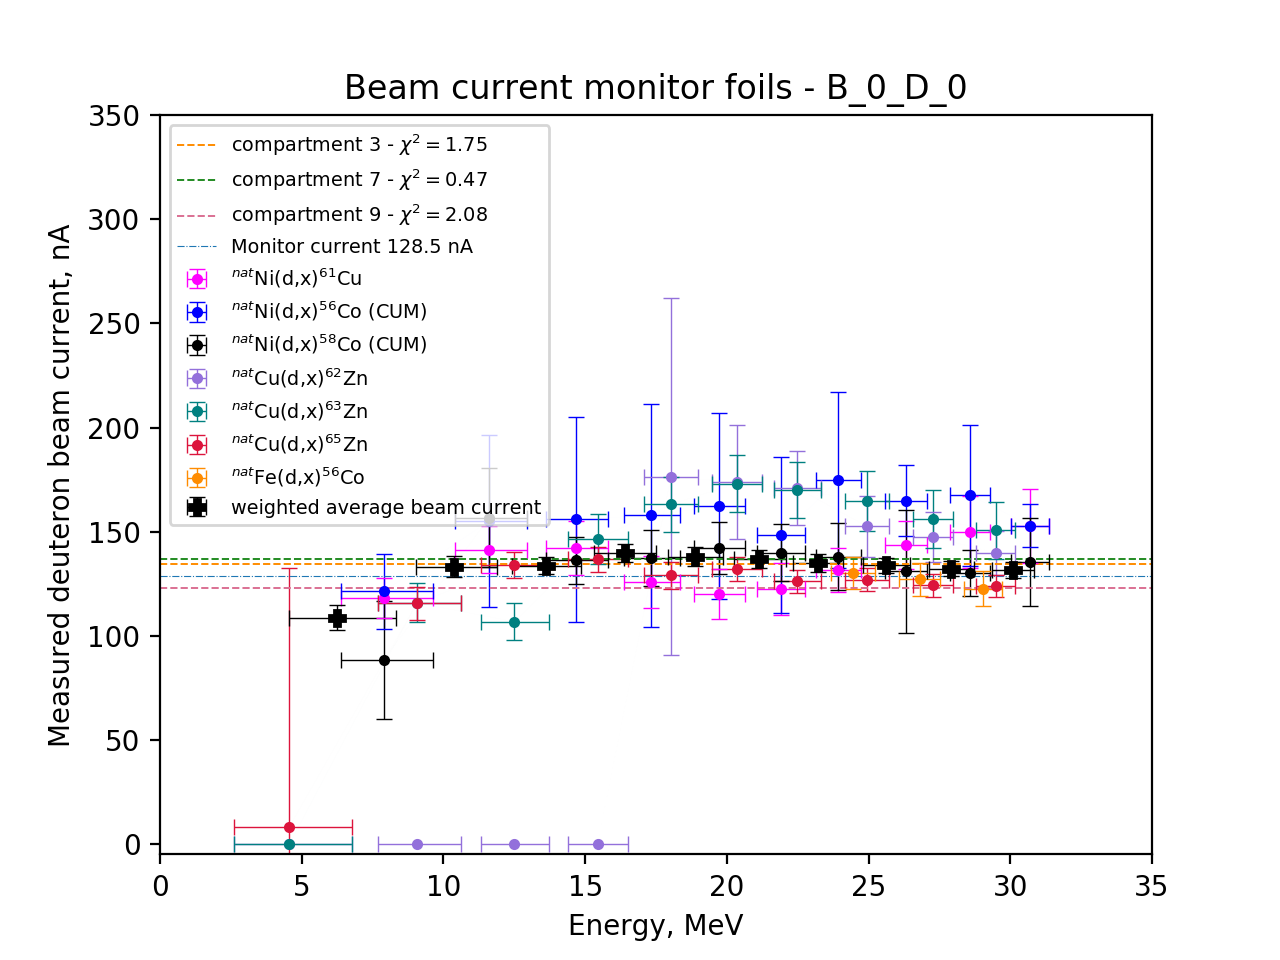 Beam current monitor foils - B_0_D_0
350
300
250
200
150
100
50
0
Measured deuteron beam current, nA
compartment 3 - χ² = 1.75
compartment 7 - χ² = 0.47
compartment 9 - χ² = 2.08
Monitor current 128.5 nA
ⁿᵃᵗNi(d,x)⁶¹Cu
ⁿᵃᵗNi(d,x)⁵⁶Co (CUM)
ⁿᵃᵗNi(d,x)⁵⁸Co (CUM)
ⁿᵃᵗCu(d,x)⁶²Zn
ⁿᵃᵗCu(d,x)⁶³Zn
ⁿᵃᵗCu(d,x)⁶⁵Zn
ⁿᵃᵗFe(d,x)⁵⁶Co
weighted average beam current
0 5 10 15 20 25 30 35
Energy, MeV